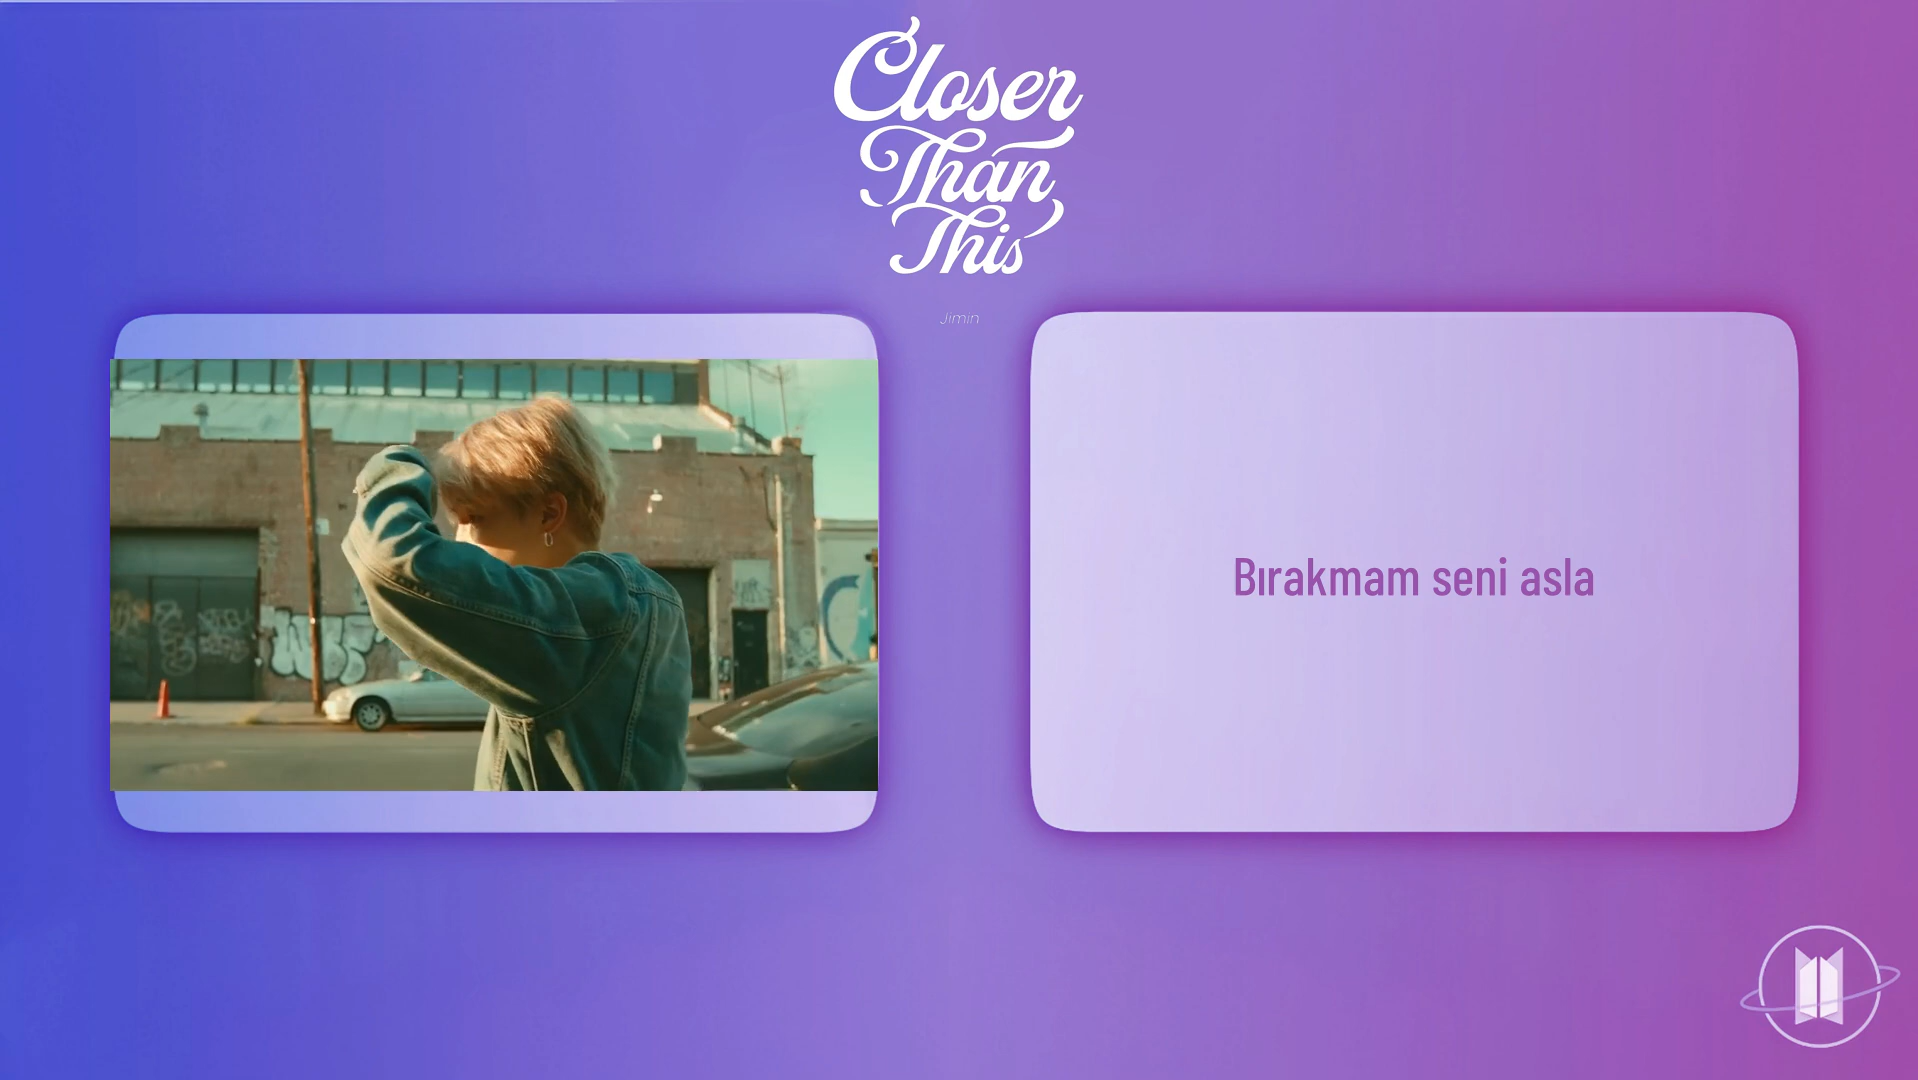 Closer
Than
This
Jimin
Bırakmam seni asla